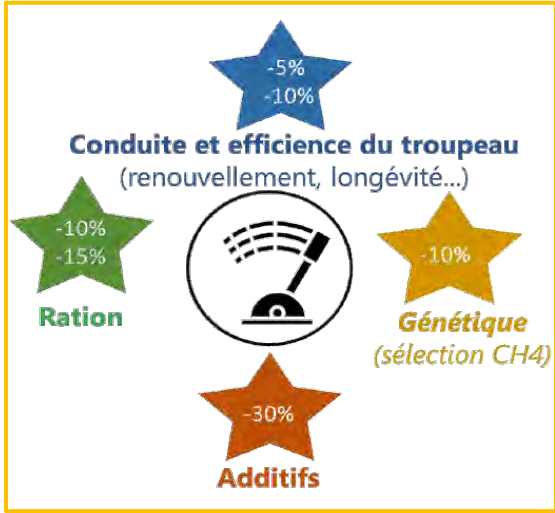 -5%
-10%
Conduite et efficience du troupeau
(renouvellement, longévité...)
-10%
-15%
Ration
-10%
Génétique
(sélection CH4)
-30%
Additifs